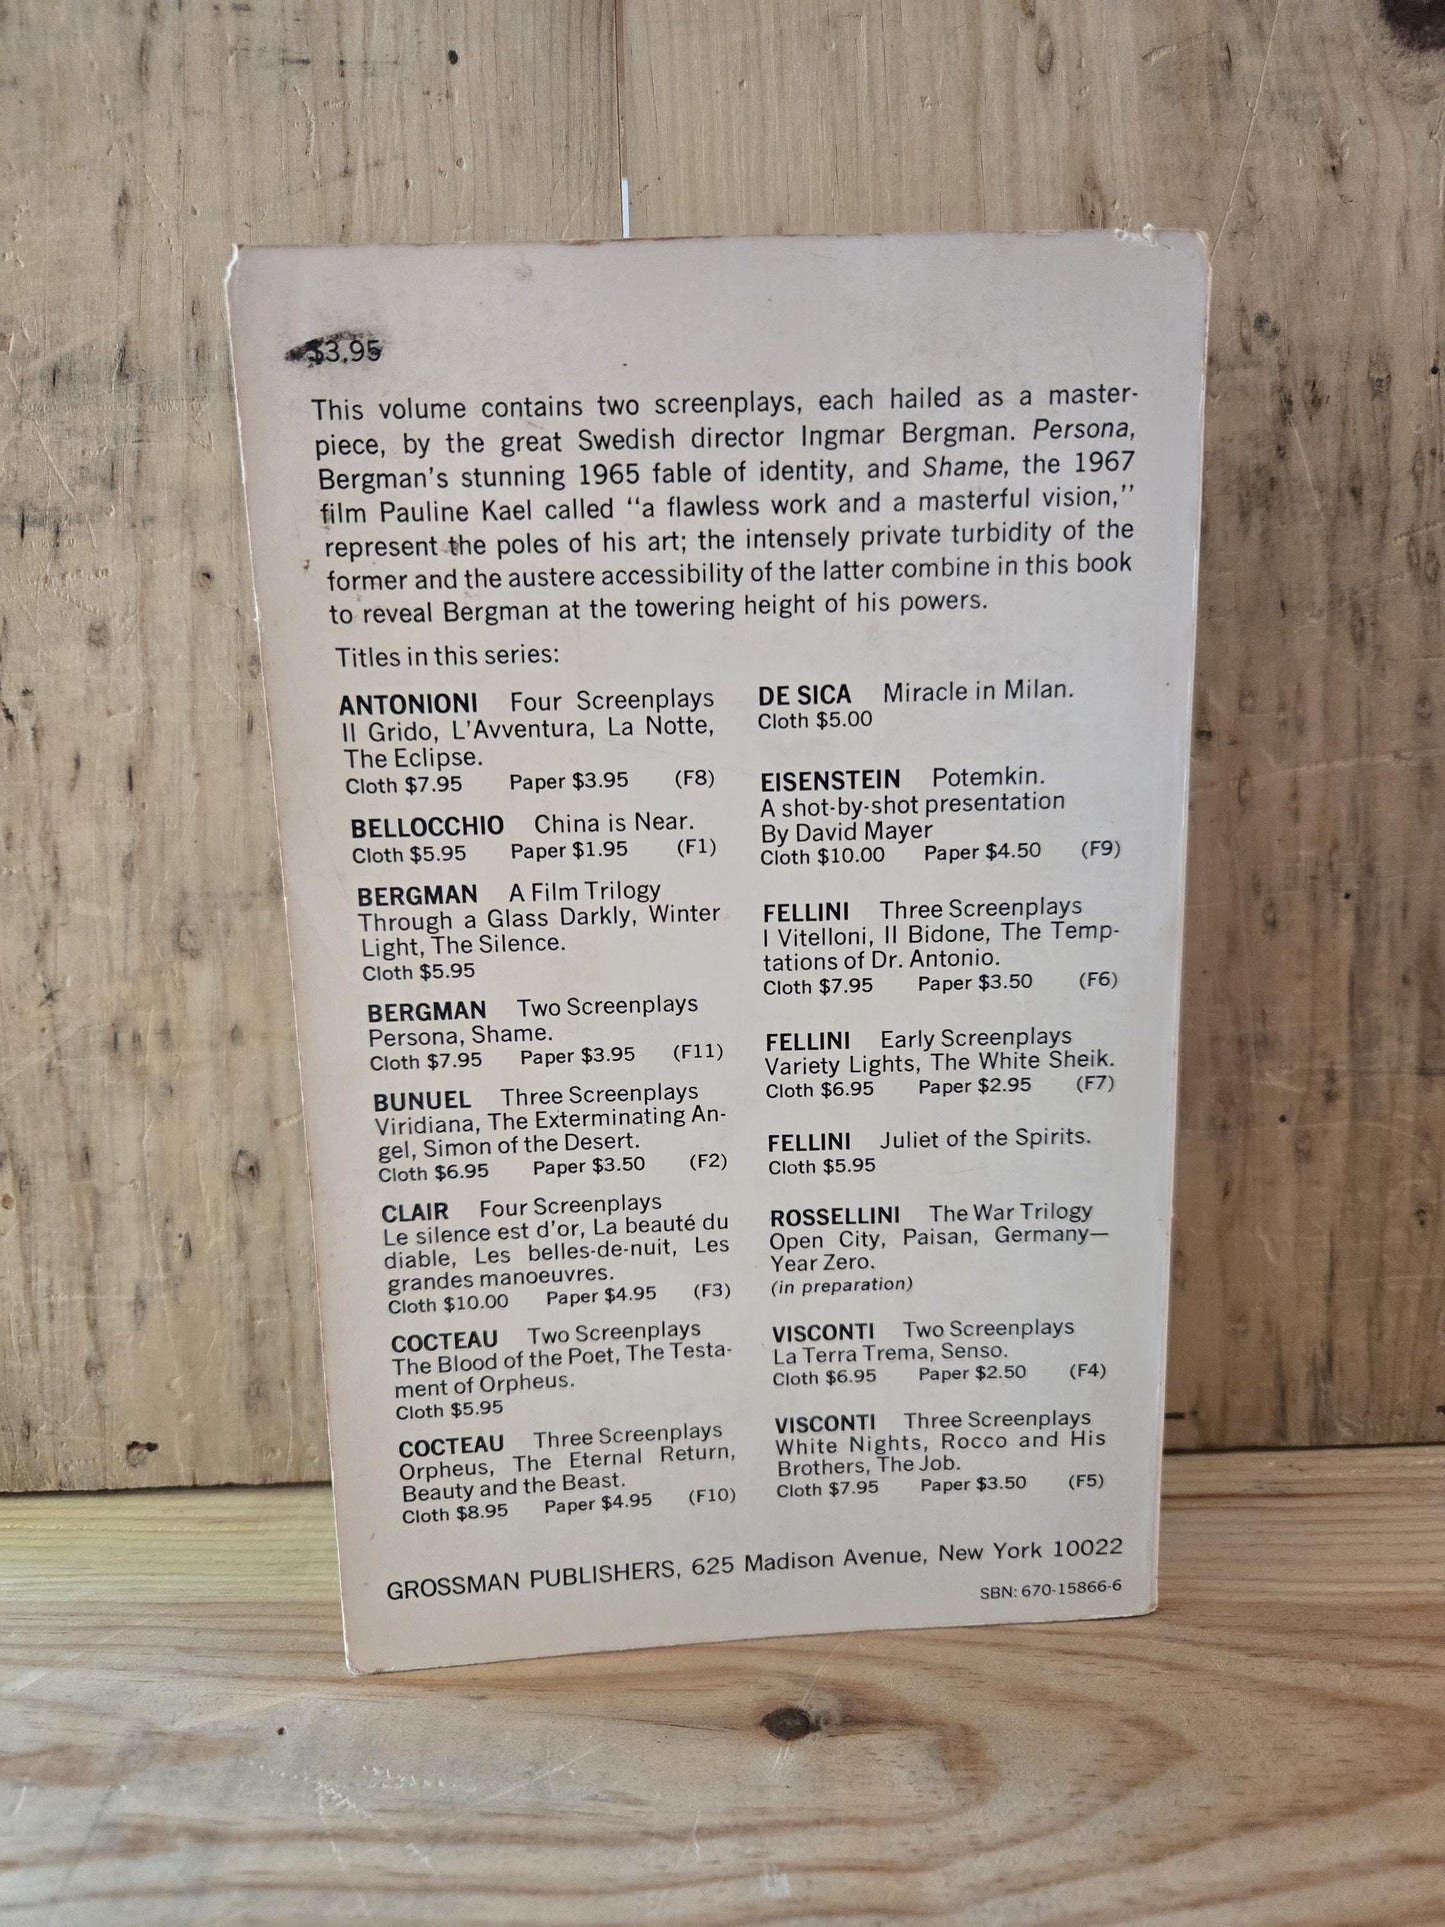 $3.95
This volume contains two screenplays, each hailed as a master-
piece, by the great Swedish director Ingmar Bergman. Persona,
Bergman's stunning 1965 fable of identity, and Shame, the 1967
film Pauline Kael called "a flawless work and a masterful vision,"
represent the poles of his art; the intensely private turbidity of the
former and the austere accessibility of the latter combine in this book
to reveal Bergman at the towering height of his powers.
Titles in this series:
ANTONIONI Four Screenplays
Il Grido, L'Avventura, La Notte,
The Eclipse.
Cloth $7.95 Paper $3.95 (F8)
BELLOCCHIO China is Near.
Cloth $5.95 Paper $1.95 (F1)
BERGMAN A Film Trilogy
Through a Glass Darkly, Winter
Light, The Silence.
Cloth $5.95
BERGMAN Two Screenplays
Persona, Shame.
Cloth $7.95 Paper $3.95 (F11)
BUNUEL Three Screenplays
Viridiana, The Exterminating An-
gel, Simon of the Desert.
Cloth $6.95 Paper $3.50 (F2)
CLAIR Four Screenplays
Le silence est d'or, La beauté du
diable, Les belles-de-nuit, Les
grandes manoeuvres.
Cloth $10.00 Paper $4.95 (F3)
COCTEAU Two Screenplays
The Blood of the Poet, The Testa-
ment of Orpheus.
Cloth $5.95
COCTEAU Three Screenplays
Orpheus, The Eternal Return,
Beauty and the Beast.
Cloth $8.95 Paper $4.95 (F10)
DE SICA Miracle in Milan.
Cloth $5.00
EISENSTEIN Potemkin.
A shot-by-shot presentation
By David Mayer
Cloth $10.00 Paper $4.50 (F9)
FELLINI Three Screenplays
I Vitelloni, Il Bidone, The Temp-
tations of Dr. Antonio.
Cloth $7.95 Paper $3.50 (F6)
FELLINI Early Screenplays
Variety Lights, The White Sheik.
Cloth $6.95 Paper $2.95 (F7)
FELLINI Juliet of the Spirits.
Cloth $5.95
ROSSELLINI The War Trilogy
Open City, Paisan, Germany—
Year Zero.
(in preparation)
VISCONTI Two Screenplays
La Terra Trema, Senso.
Cloth $6.95 Paper $2.50 (F4)
VISCONTI Three Screenplays
White Nights, Rocco and His
Brothers, The Job.
Cloth $7.95 Paper $3.50 (F5)
GROSSMAN PUBLISHERS, 625 Madison Avenue, New York 10022
SBN: 670-15866-6